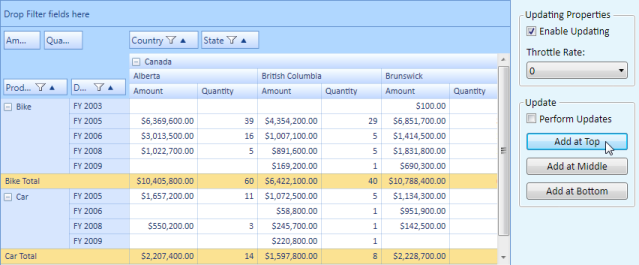 Drop Filter fields here
Am... Qua... Country State
Canada
Alberta British Columbia Brunswick
Prod... D... Amount Quantity Amount Quantity Amount Quantity
Bike FY 2003 $100.00
FY 2005 $6,369,600.00 39 $4,354,200.00 29 $6,851,700.00
FY 2006 $3,013,500.00 16 $1,007,100.00 5 $1,414,500.00
FY 2008 $1,022,700.00 5 $891,600.00 5 $1,831,800.00
FY 2009 $169,200.00 1 $690,300.00
Bike Total $10,405,800.00 60 $6,422,100.00 40 $10,788,400.00
Car FY 2005 $1,657,200.00 11 $1,072,500.00 5 $1,134,300.00
FY 2006 $58,800.00 1 $951,900.00
FY 2008 $550,200.00 3 $245,700.00 1 $142,500.00
FY 2009 $220,800.00 1
Car Total $2,207,400.00 14 $1,597,800.00 8 $2,228,700.00
Updating Properties
Enable Updating
Throttle Rate:
0
Update
Perform Updates
Add at Top
Add at Middle
Add at Bottom